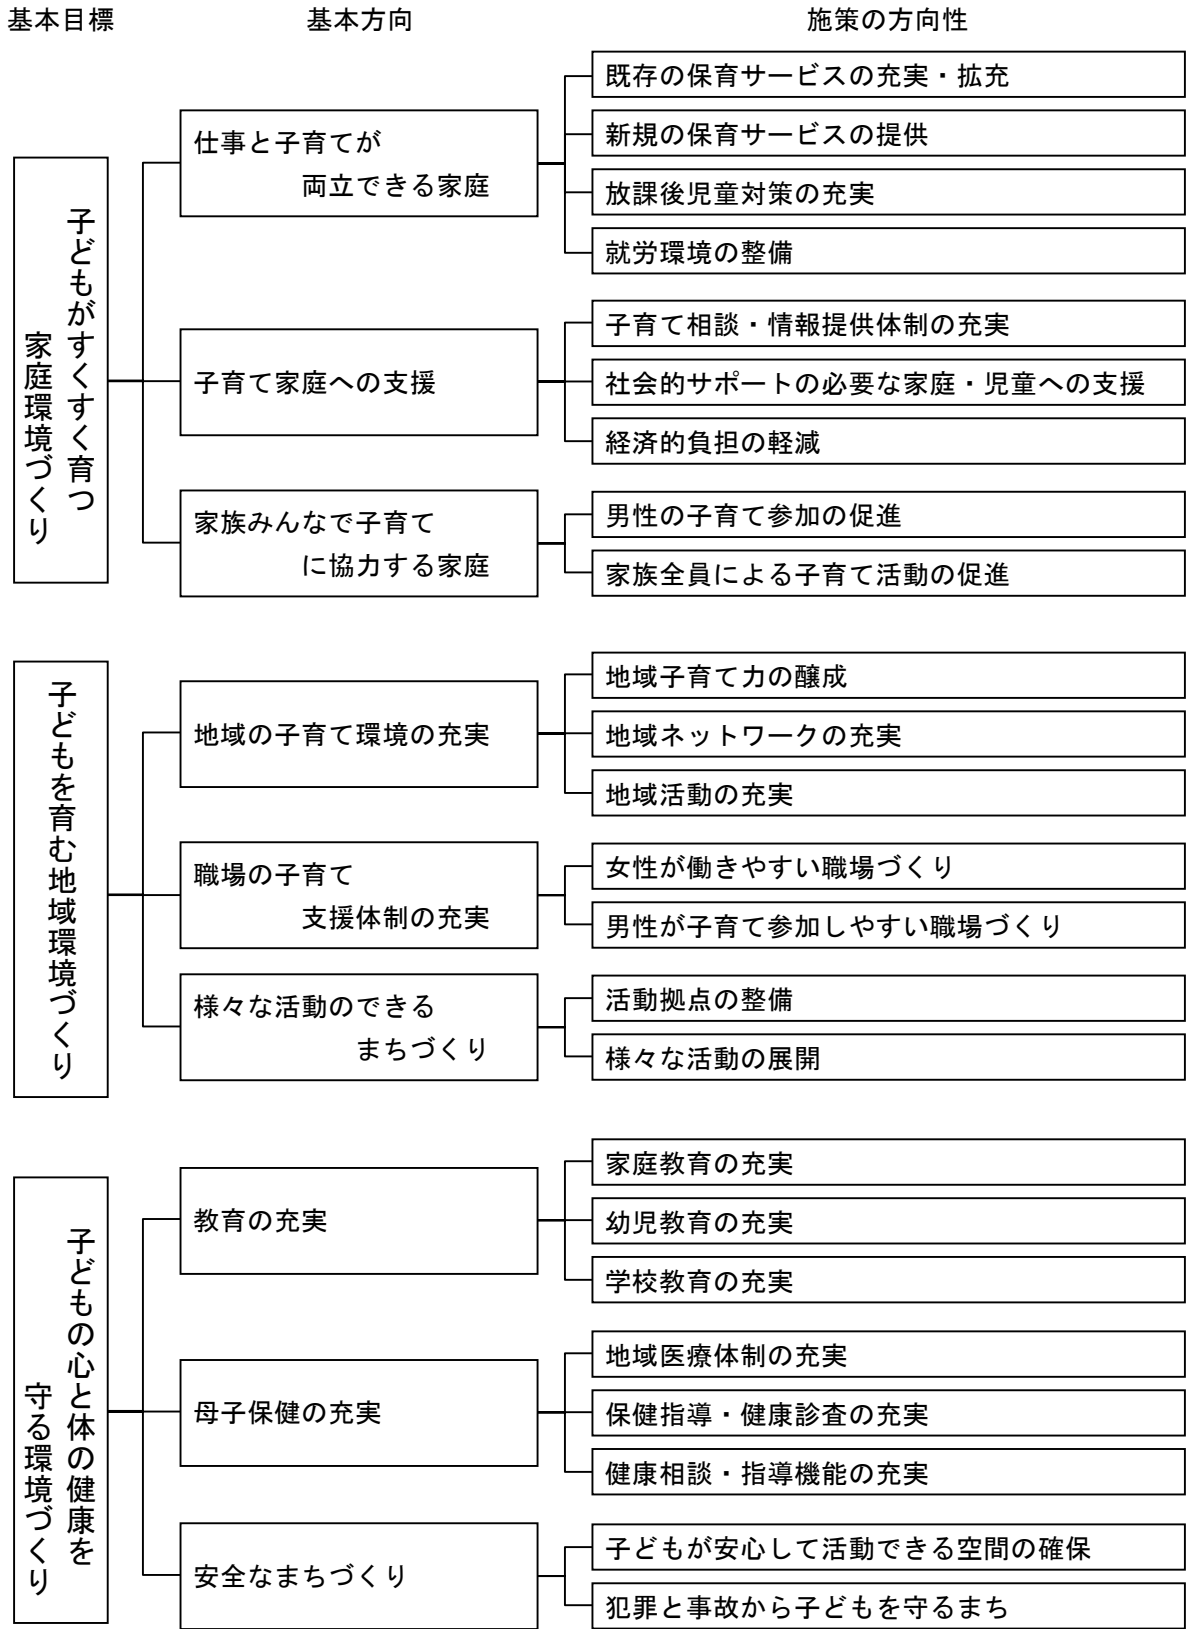 基本目標
基本方向
施策の方向性
子どもがすくすく育つ
家庭環境づくり
仕事と子育てが
両立できる家庭
既存の保育サービスの充実・拡充
新規の保育サービスの提供
放課後児童対策の充実
就労環境の整備
子育て家庭への支援
子育て相談・情報提供体制の充実
社会的サポートの必要な家庭・児童への支援
経済的負担の軽減
家族みんなで子育て
に協力する家庭
男性の子育て参加の促進
家族全員による子育て活動の促進
子どもを育む地域環境づくり
地域の子育て環境の充実
地域子育て力の醸成
地域ネットワークの充実
地域活動の充実
職場の子育て
支援体制の充実
女性が働きやすい職場づくり
男性が子育て参加しやすい職場づくり
様々な活動のできる
まちづくり
活動拠点の整備
様々な活動の展開
子どもの心と体の健康を
守る環境づくり
教育の充実
家庭教育の充実
幼児教育の充実
学校教育の充実
母子保健の充実
地域医療体制の充実
保健指導・健康診査の充実
健康相談・指導機能の充実
安全なまちづくり
子どもが安心して活動できる空間の確保
犯罪と事故から子どもを守るまち